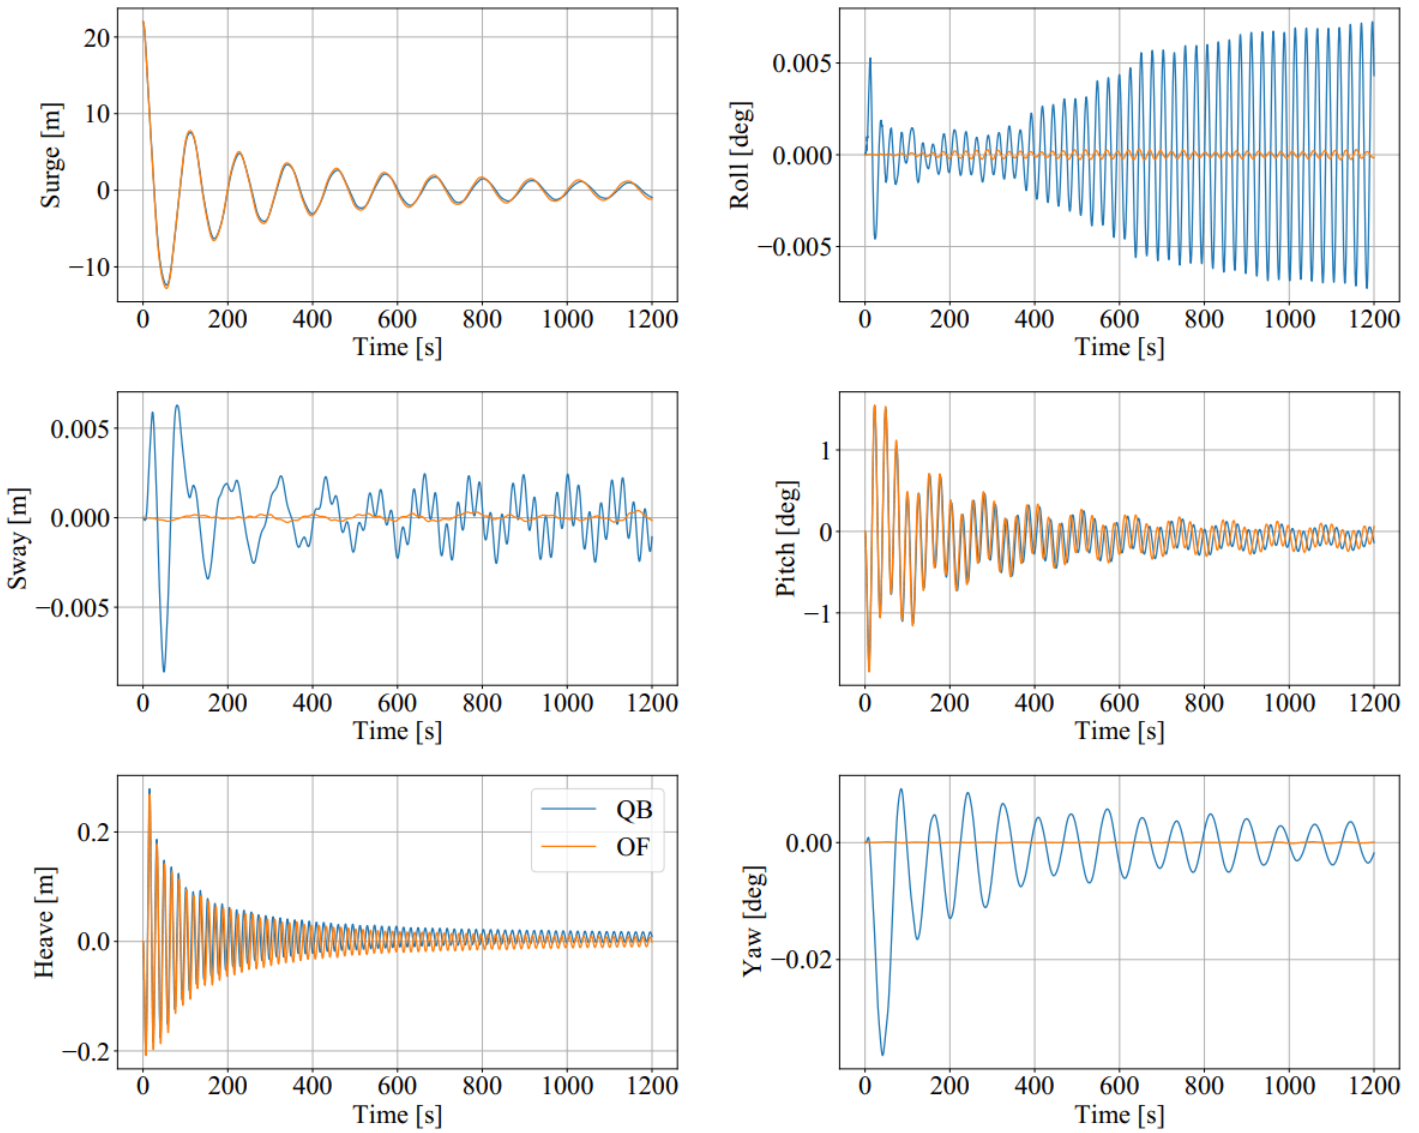 20
10
0
−10
Surge [m]
0 200 400 600 800 1000 1200
Time [s]
0.005
0.000
−0.005
Roll [deg]
0 200 400 600 800 1000 1200
Time [s]
0.005
0.000
−0.005
Sway [m]
0 200 400 600 800 1000 1200
Time [s]
1
0
−1
Pitch [deg]
0 200 400 600 800 1000 1200
Time [s]
0.2
0.0
−0.2
Heave [m]
QB
OF
0 200 400 600 800 1000 1200
Time [s]
0.00
−0.02
Yaw [deg]
0 200 400 600 800 1000 1200
Time [s]